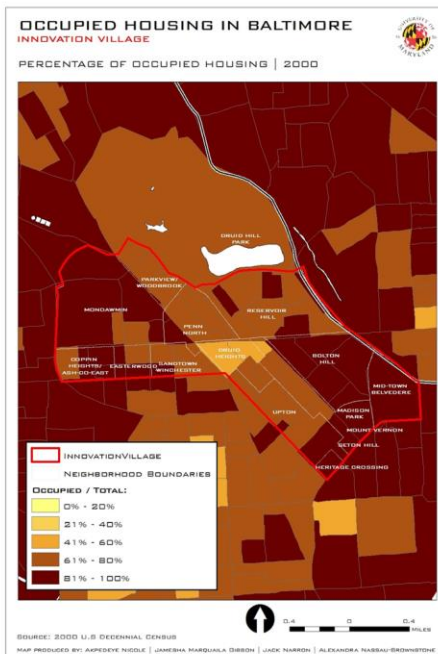 OCCUPIED HOUSING IN BALTIMORE
INNOVATION VILLAGE
PERCENTAGE OF OCCUPIED HOUSING | 2000
UNIVERSITY OF
MARYLAND
DRUID HILL
PARK
PARKVIEW/
WOODBROOK
MONDAWMIN
PENN
NORTH
RESERVOIR
HILL
DRUID
HEIGHTS
BOLTON
HILL
COPPIN
HEIGHTS/
ASH-CO-EAST
EASTERWOOD
SANDTOWN
WINCHESTER
MID-TOWN
BELVEDERE
UPTON
MADISON
PARK
MOUNT VERNON
SETON HILL
HERITAGE CROSSING
INNOVATIONVILLAGE
NEIGHBORHOOD BOUNDARIES
OCCUPIED / TOTAL:
0% - 20%
21% - 40%
41% - 60%
61% - 80%
81% - 100%
0.4 0 0.4
MILES
SOURCE: 2000 U.S DECENNIAL CENSUS
MAP PRODUCED BY: AKPEDEYE NICOLE | JAMESHA MARQUAILA GIBSON | JACK NARRON | ALEXANDRA NASSAU-BROWNSTONE